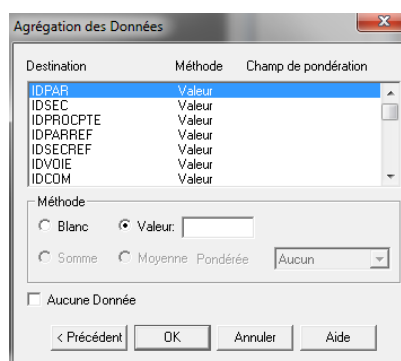 Agrégation des Données
Destination Méthode Champ de pondération
IDPAR Valeur
IDSEC Valeur
IDPROCPTE Valeur
IDPARREF Valeur
IDSECREF Valeur
IDVOIE Valeur
IDCOM Valeur
Méthode
Blanc Valeur:
Somme Moyenne Pondérée Aucun
Aucune Donnée
< Précédent OK Annuler Aide